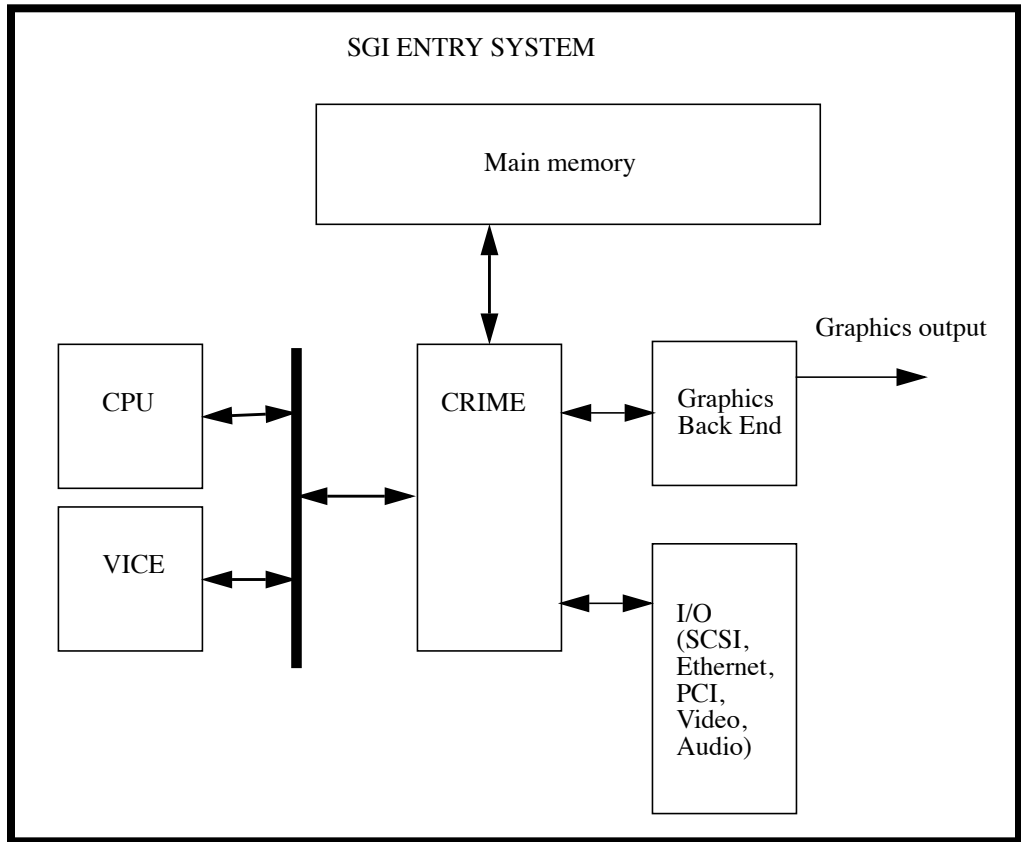 SGI ENTRY SYSTEM
Main memory
Graphics output
CPU
CRIME
Graphics
Back End
VICE
I/O
(SCSI,
Ethernet,
PCI,
Video,
Audio)